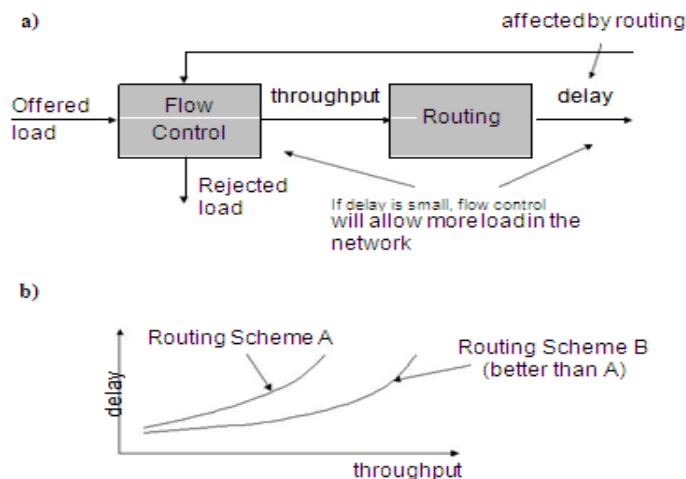 a)
affected by routing
Offered
load
Flow
Control
throughput
Routing
delay
Rejected
load
If delay is small, flow control
will allow more load in the
network
b)
delay
Routing Scheme A
Routing Scheme B
(better than A)
throughput